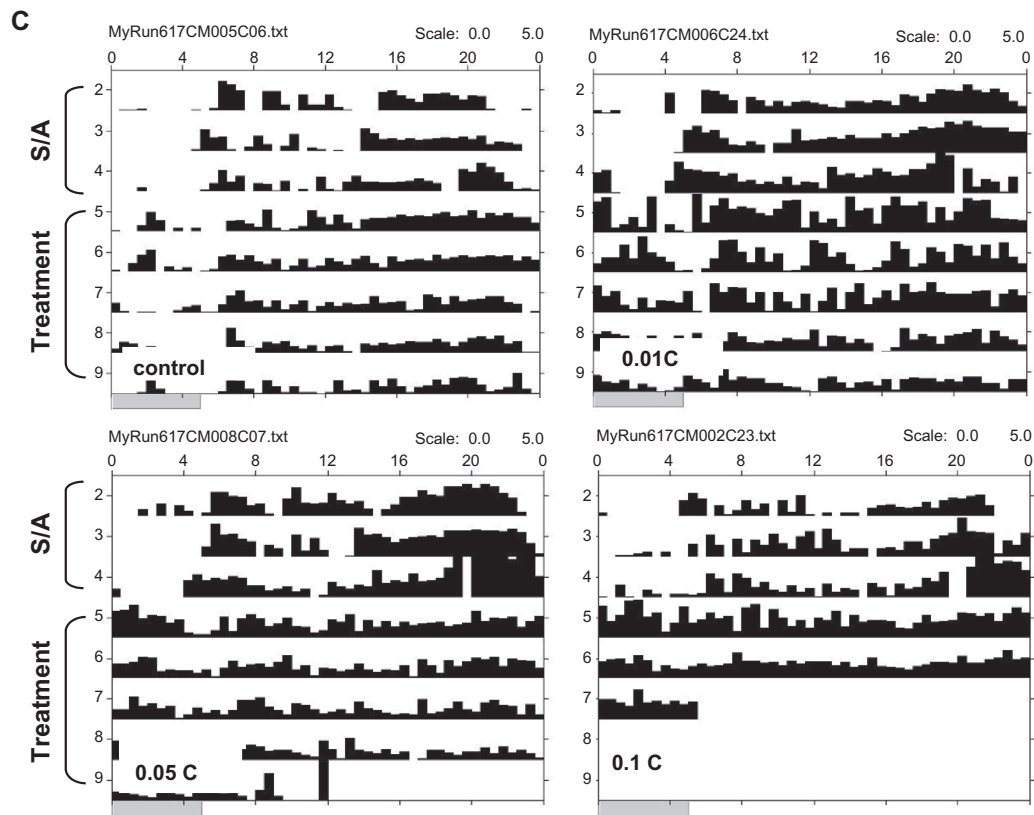 C
MyRun617CM005C06.txt Scale: 0.0 5.0
0 4 8 12 16 20 0
S/A
2
3
4
Treatment
5
6
7
8
9
control
MyRun617CM006C24.txt Scale: 0.0 5.0
0 4 8 12 16 20 0
2
3
4
5
6
7
8
9
0.01C
MyRun617CM008C07.txt Scale: 0.0 5.0
0 4 8 12 16 20 0
S/A
2
3
4
Treatment
5
6
7
8
9
0.05 C
MyRun617CM002C23.txt Scale: 0.0 5.0
0 4 8 12 16 20 0
2
3
4
5
6
7
8
9
0.1 C